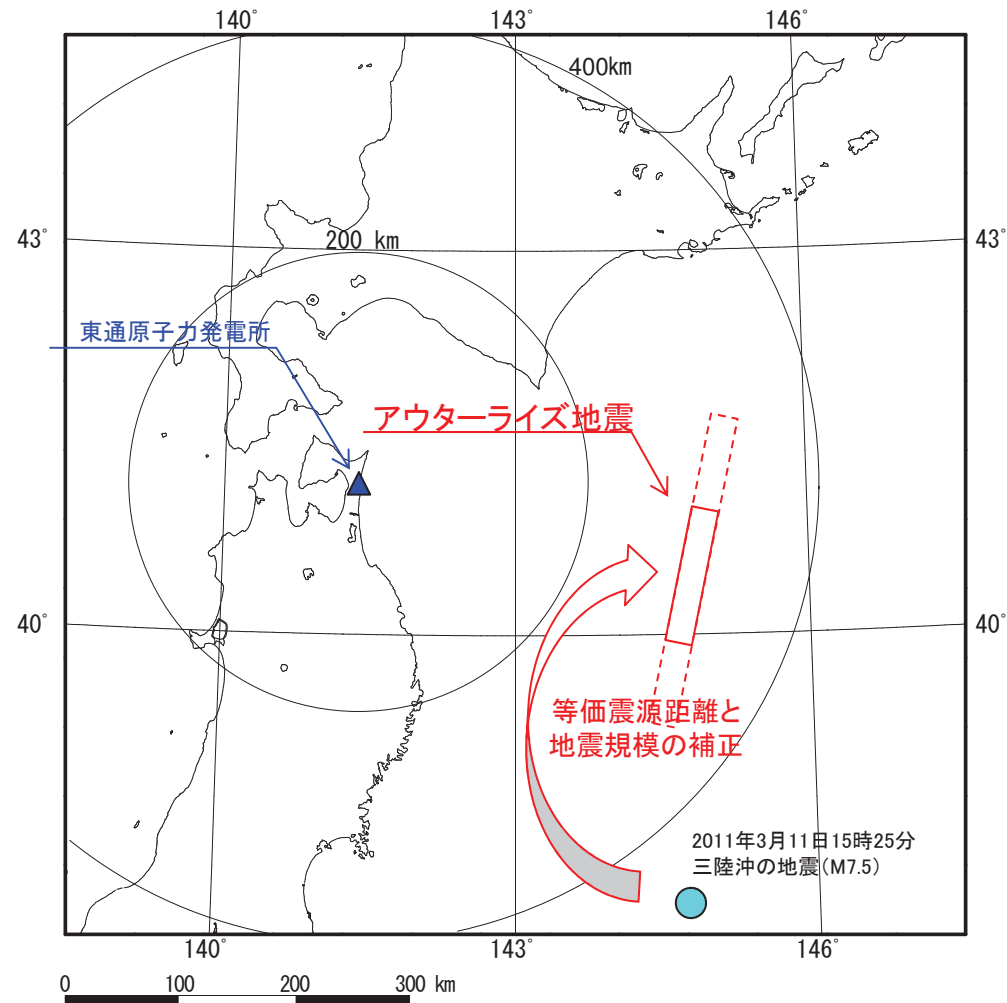 140°
143°
146°
400km
43°
43°
200 km
東通原子力発電所
アウターライズ地震
40°
40°
等価震源距離と
地震規模の補正
2011年3月11日15時25分
三陸沖の地震(M7.5)
140°
143°
146°
0 100 200 300 km